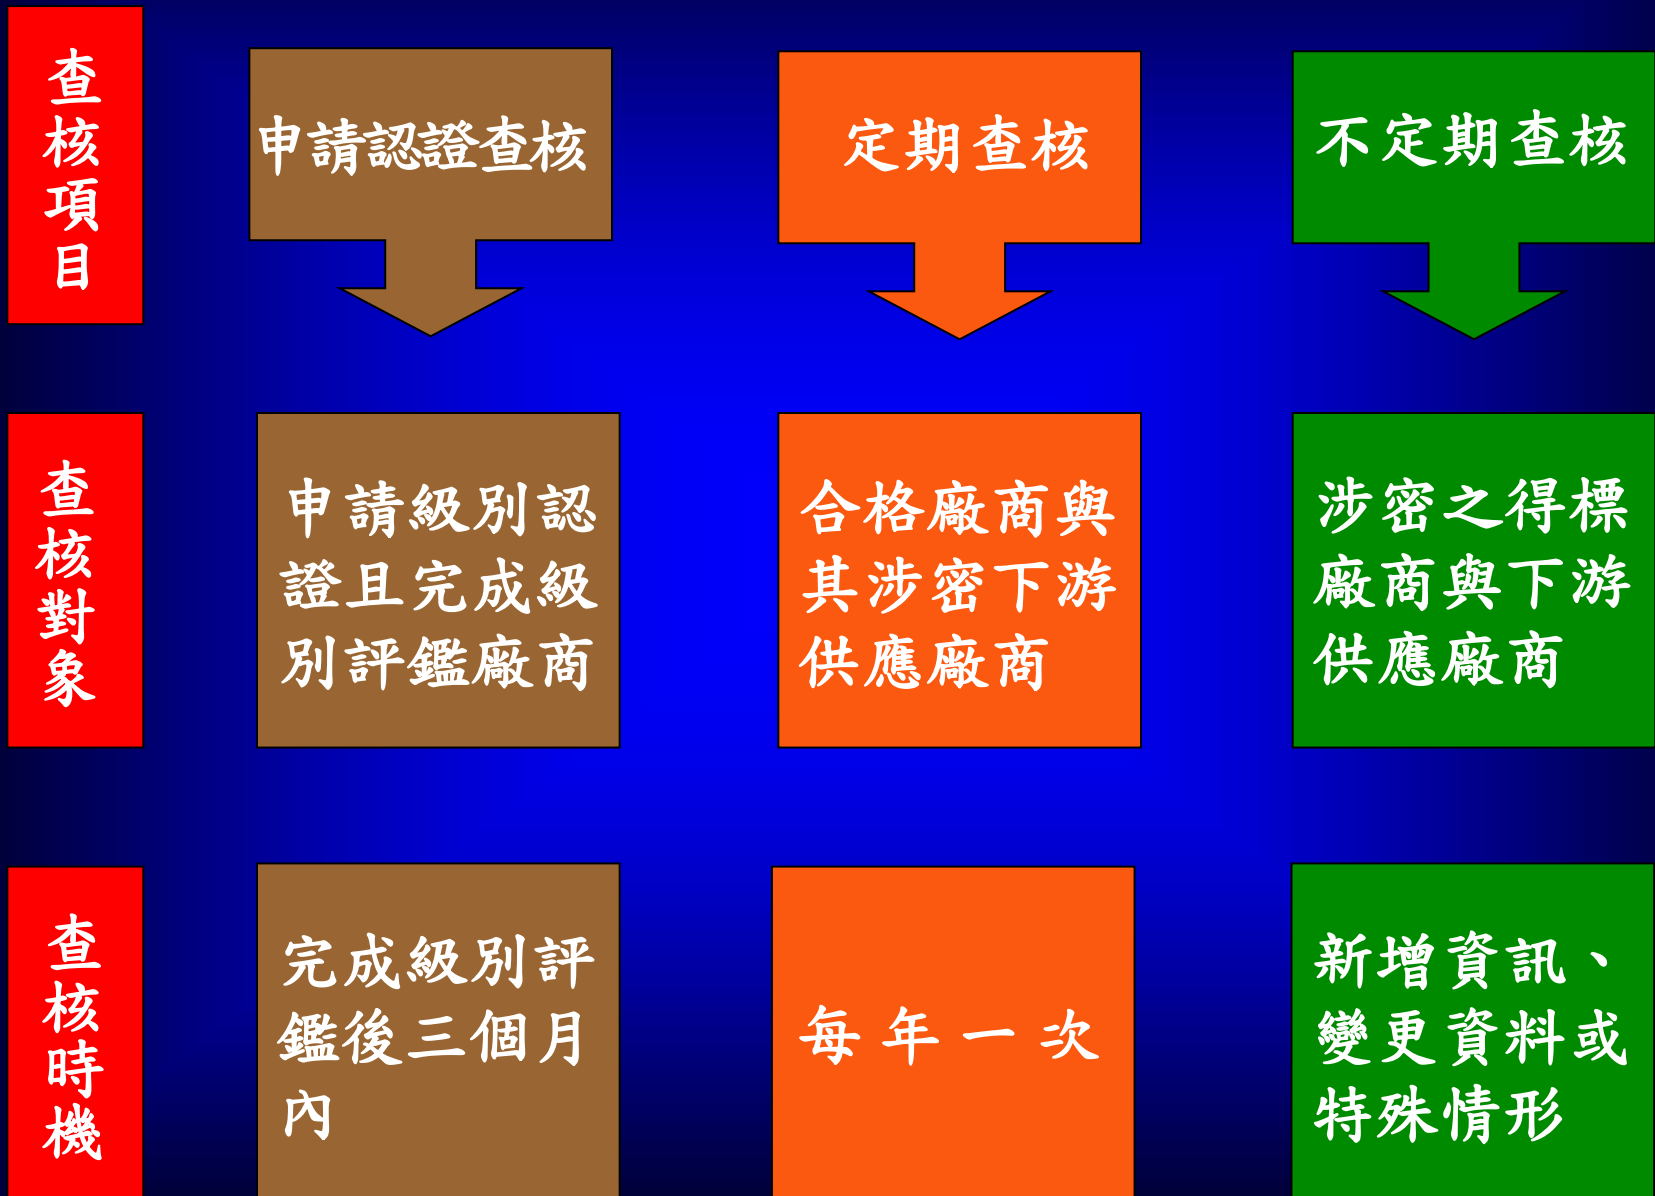 查核項目
申請認證查核
定期查核
不定期查核
查核對象
申請級別認
證且完成級
別評鑑廠商
合格廠商與
其涉密下游
供應廠商
涉密之得標
廠商與下游
供應廠商
查核時機
完成級別評
鑑後三個月
內
每年一次
新增資訊、
變更資料或
特殊情形